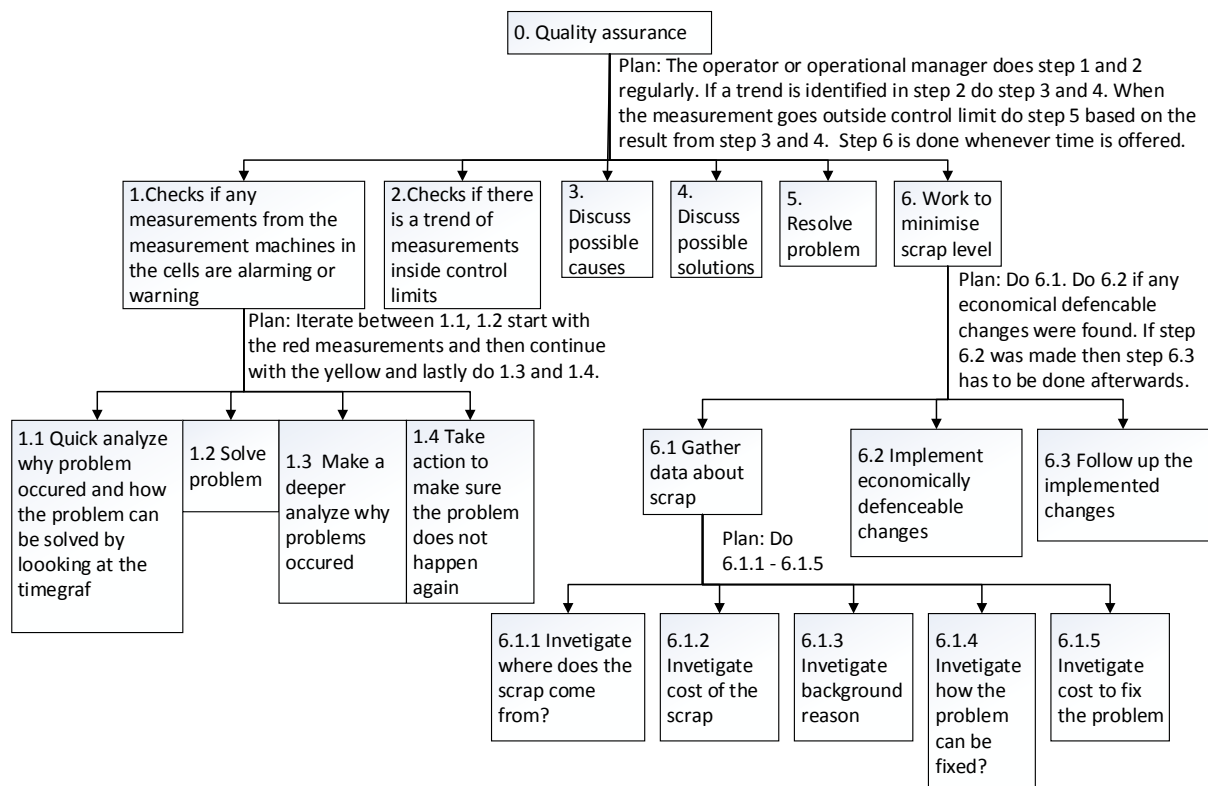 0. Quality assurance
Plan: The operator or operational manager does step 1 and 2
regularly. If a trend is identified in step 2 do step 3 and 4. When
the measurement goes outside control limit do step 5 based on the
result from step 3 and 4.  Step 6 is done whenever time is offered.
1.Checks if any
measurements from the
measurement machines in
the cells are alarming or
warning
2.Checks if there
is a trend of
measurements
inside control
limits
3.
Discuss
possible
causes
4.
Discuss
possible
solutions
5.
Resolve
problem
6. Work to
minimise
scrap level
Plan: Iterate between 1.1, 1.2 start with
the red measurements and then continue
with the yellow and lastly do 1.3 and 1.4.
Plan: Do 6.1. Do 6.2 if any
economical defencable
changes were found. If step
6.2 was made then step 6.3
has to be done afterwards.
1.1 Quick analyze
why problem
occured and how
the problem can
be solved by
loooking at the
timegraf
1.2 Solve
problem
1.3  Make a
deeper
analyze why
problems
occured
1.4 Take
action to
make sure
the problem
does not
happen
again
6.1 Gather
data about
scrap
6.2 Implement
economically
defenceable
changes
6.3 Follow up the
implemented
changes
Plan: Do
6.1.1 - 6.1.5
6.1.1 Invetigate
where does the
scrap come
from?
6.1.2
Invetigate
cost of the
scrap
6.1.3
Invetigate
background
reason
6.1.4
Invetigate
how the
problem
can be
fixed?
6.1.5
Invetigate
cost to fix
the problem